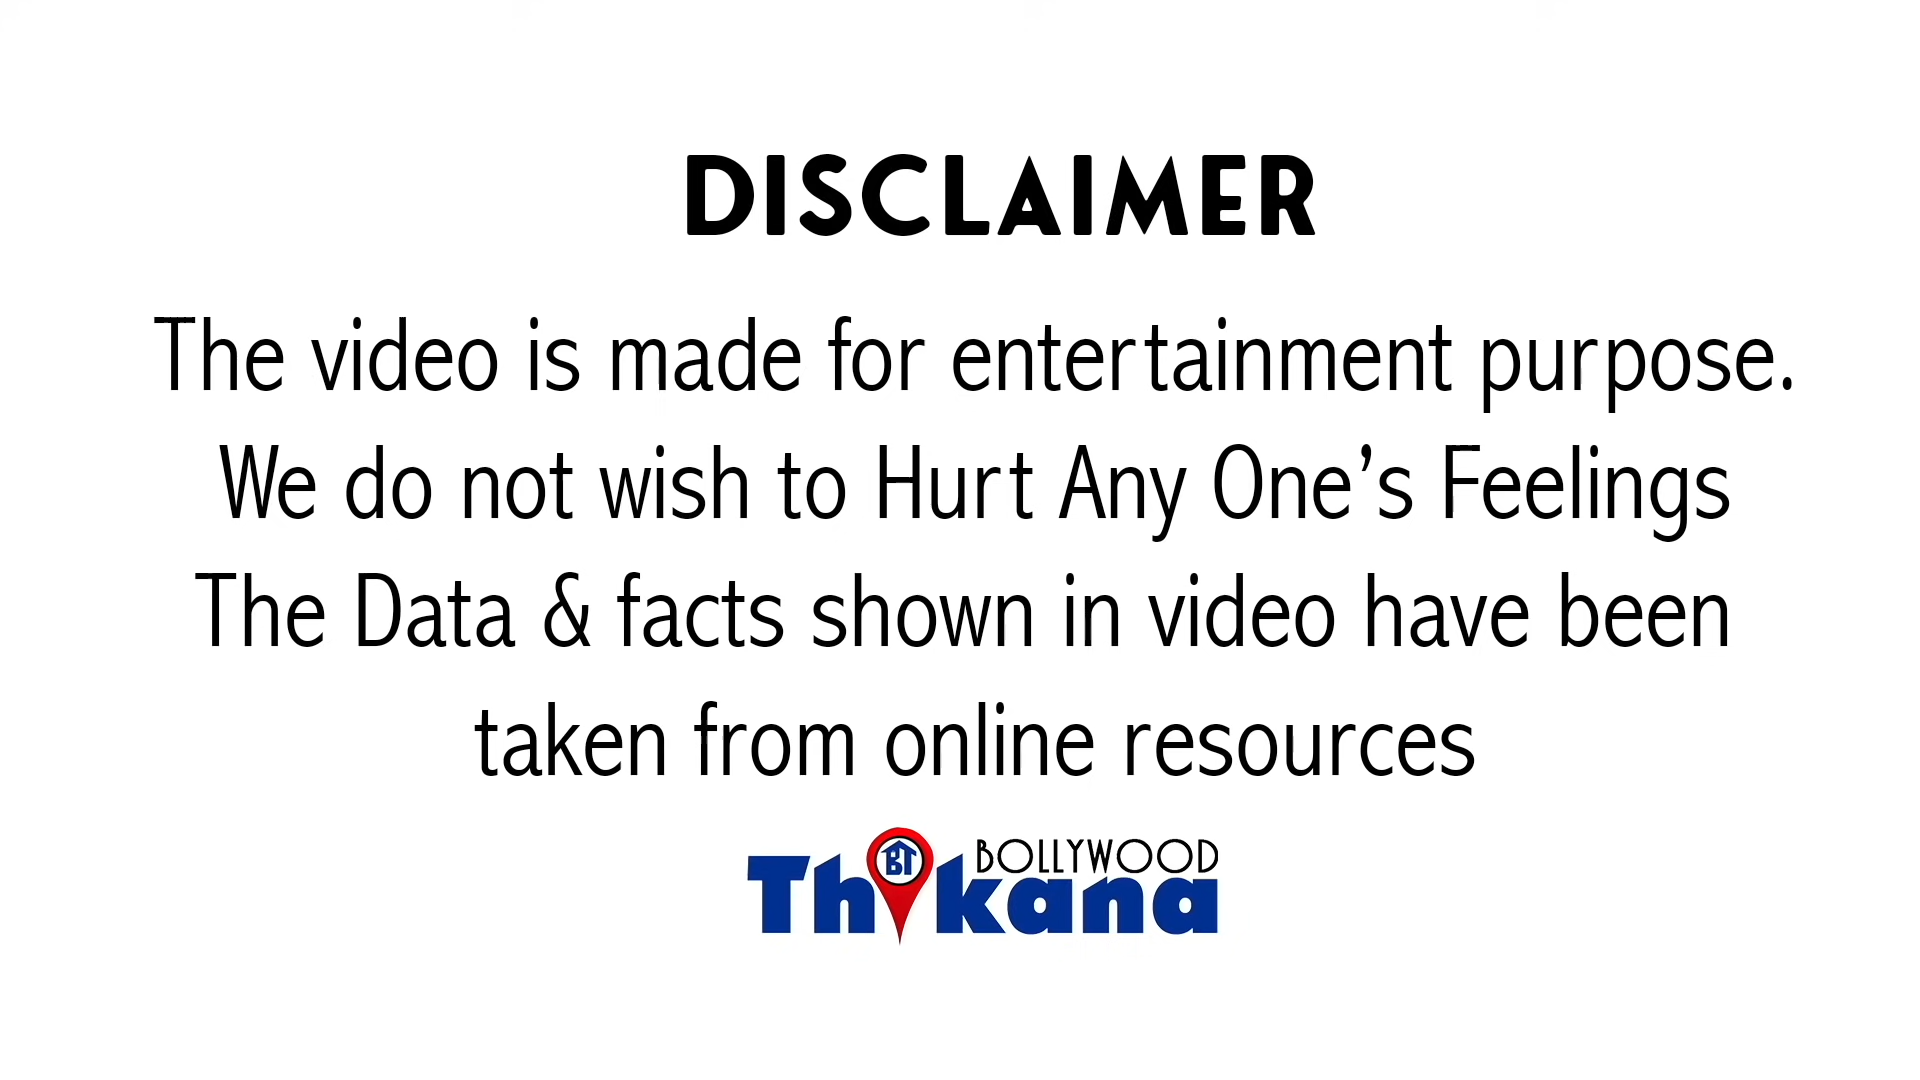 DISCLAIMER
The video is made for entertainment purpose.
We do not wish to Hurt Any One’s Feelings
The Data & facts shown in video have been
taken from online resources
BT
BOLLYWOOD
Thikana